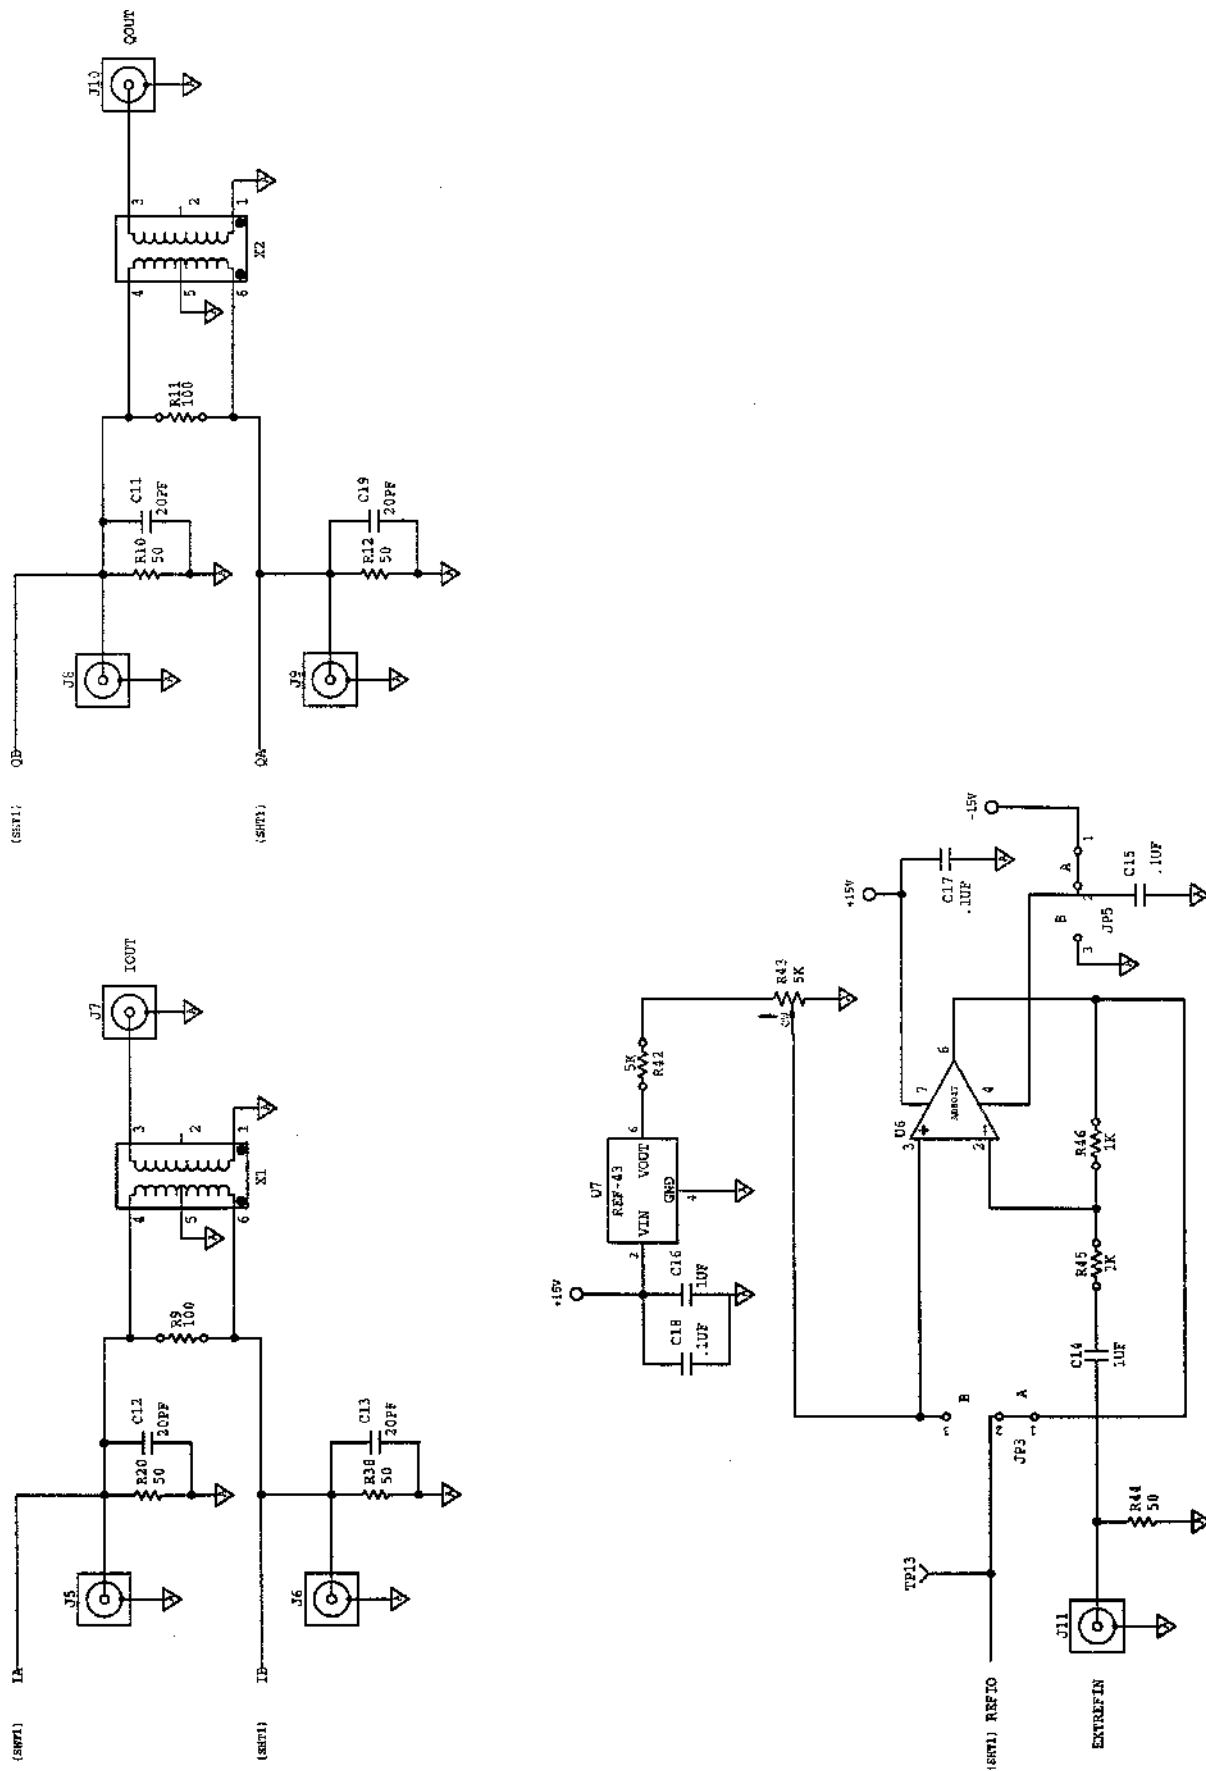 (SHT1) IA
J5
R20
50
C12
20PF
(SHT1) IB
J6
R38
50
C13
20PF
R9
100
4
5
6
3
2
1
X1
J7
IOUT
(SHT1) QB
J8
R10
50
C11
20PF
(SHT1) QA
J9
R12
50
C19
20PF
R11
100
4
5
6
3
2
1
X2
J10
QOUT
+15V
C18
.1UF
C16
1UF
U7
REF-43
2
VIN
VOUT
6
GND
4
5K
R42
R43
5K
CW
TP13
(SHT1) REFIO
JP3
3
B
2
A
1
EXTREFIN
J11
R44
50
C14
1UF
R45
1K
R46
1K
U6
3
+
2
-
7
4
6
+15V
C17
.1UF
-15V
1
A
2
B
3
JP5
C15
.1UF